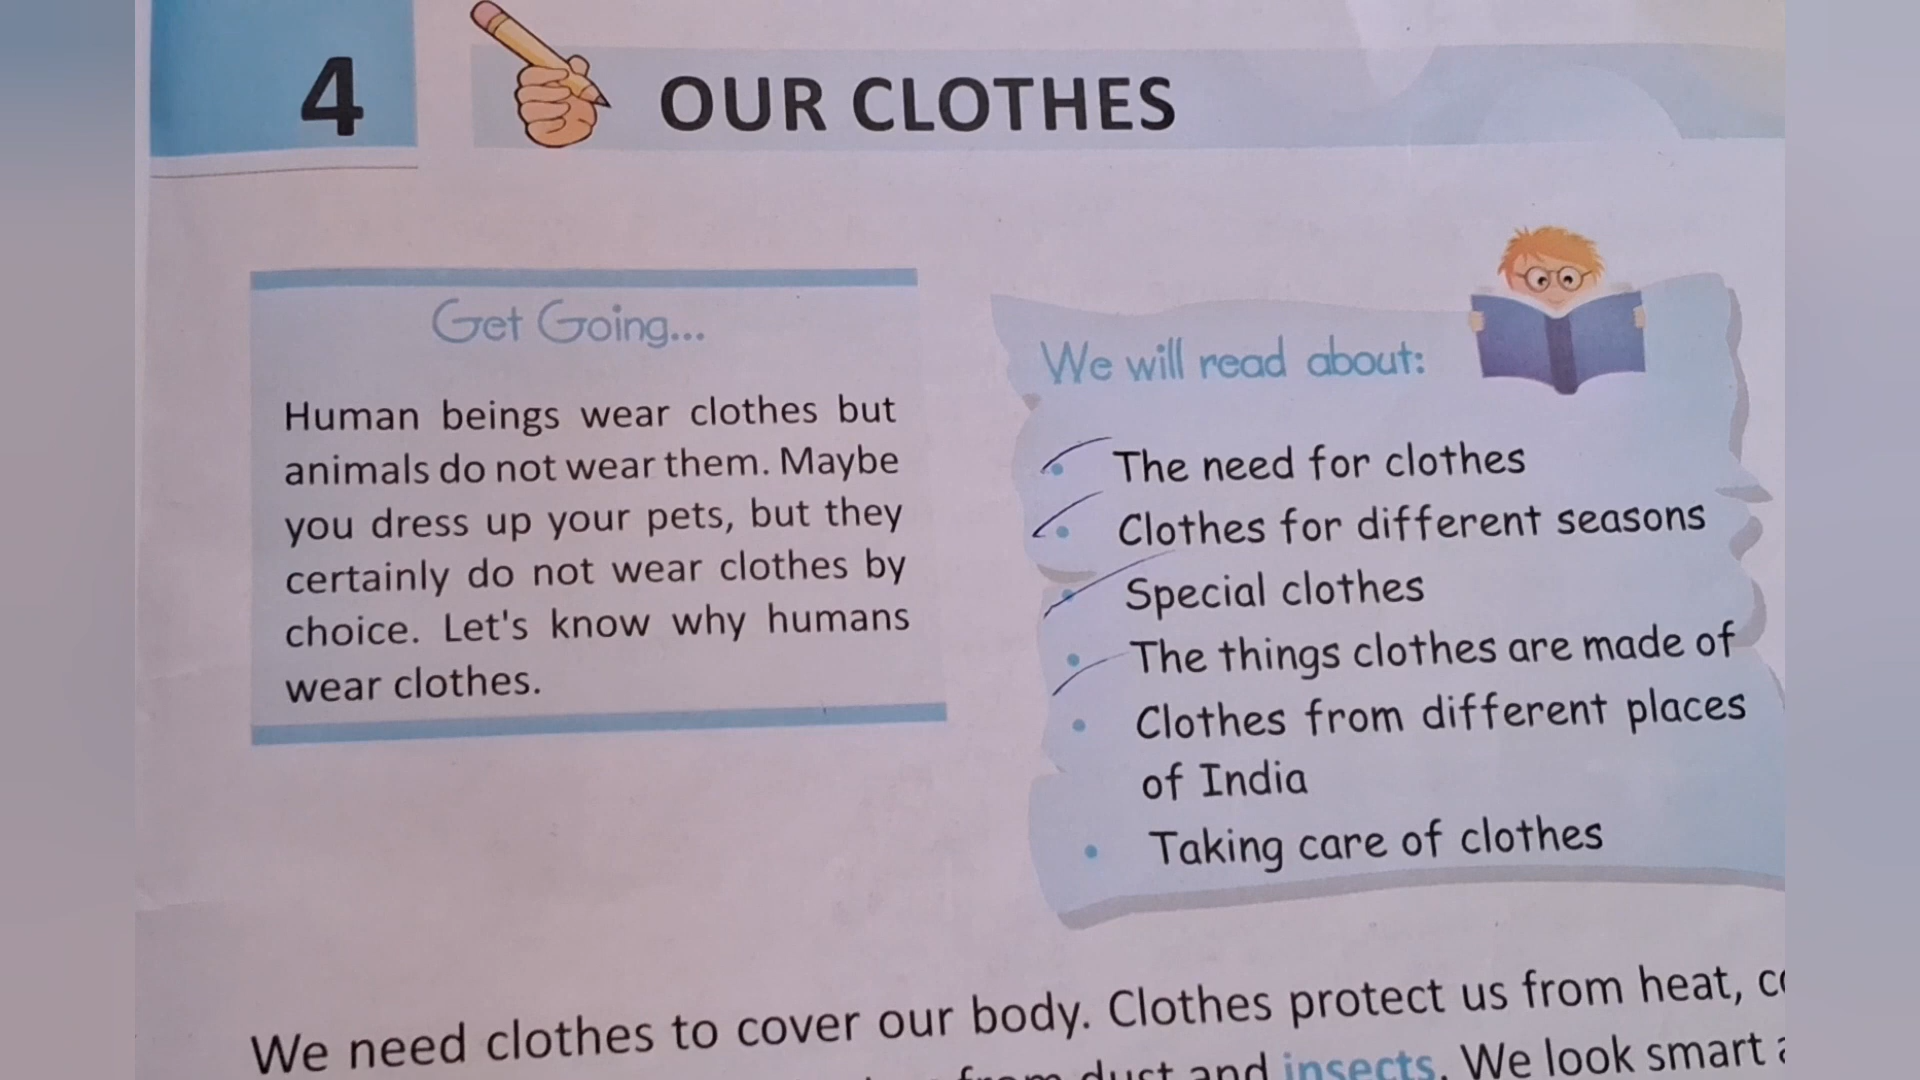 4
OUR CLOTHES
Get Going...
Human beings wear clothes but
animals do not wear them. Maybe
you dress up your pets, but they
certainly do not wear clothes by
choice. Let's know why humans
wear clothes.
We will read about:
• The need for clothes
• Clothes for different seasons
• Special clothes
• The things clothes are made of
• Clothes from different places
of India
• Taking care of clothes
We need clothes to cover our body. Clothes protect us from heat,
from dust and insects. We look smart